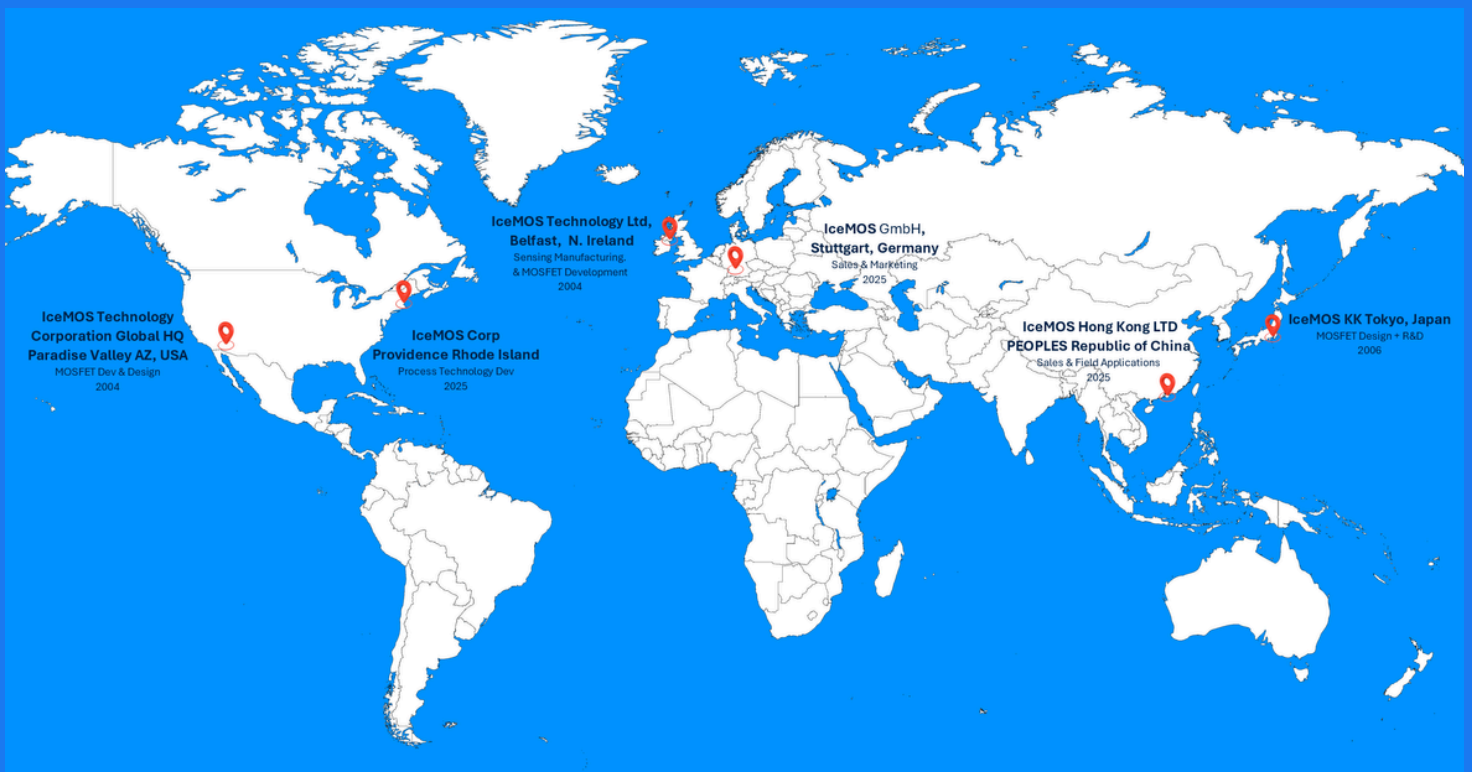 IceMOS Technology
Corporation Global HQ
Paradise Valley AZ, USA
MOSFET Dev & Design
2004
IceMOS Corp
Providence Rhode Island
Process Technology Dev
2025
IceMOS Technology Ltd,
Belfast, N. Ireland
Sensing Manufacturing.
& MOSFET Development
2004
IceMOS GmbH,
Stuttgart, Germany
Sales & Marketing
2025
IceMOS Hong Kong LTD
PEOPLES Republic of China
Sales & Field Applications
2025
IceMOS KK Tokyo, Japan
MOSFET Design + R&D
2006